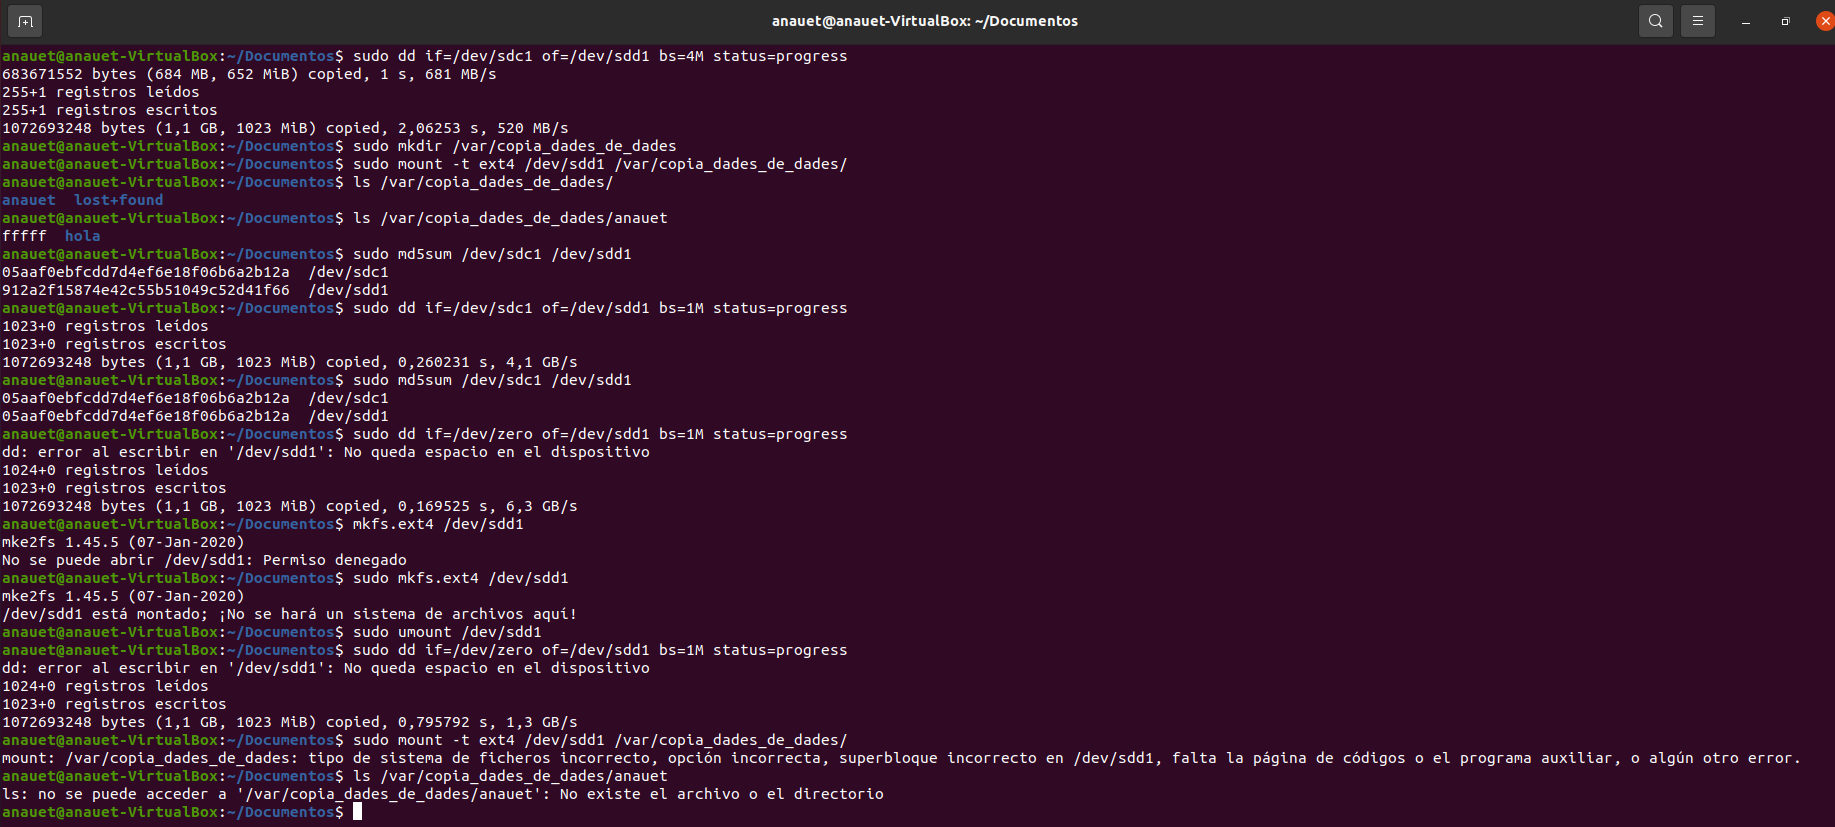 anauet@anauet-VirtualBox: ~/Documentos
anauet@anauet-VirtualBox:~/Documentos$ sudo dd if=/dev/sdc1 of=/dev/sdd1 bs=4M status=progress
683671552 bytes (684 MB, 652 MiB) copied, 1 s, 681 MB/s
255+1 registros leídos
255+1 registros escritos
1072693248 bytes (1,1 GB, 1023 MiB) copied, 2,06253 s, 520 MB/s
anauet@anauet-VirtualBox:~/Documentos$ sudo mkdir /var/copia_dades_de_dades
anauet@anauet-VirtualBox:~/Documentos$ sudo mount -t ext4 /dev/sdd1 /var/copia_dades_de_dades/
anauet@anauet-VirtualBox:~/Documentos$ ls /var/copia_dades_de_dades/
anauet  lost+found
anauet@anauet-VirtualBox:~/Documentos$ ls /var/copia_dades_de_dades/anauet
fffff  hola
anauet@anauet-VirtualBox:~/Documentos$ sudo md5sum /dev/sdc1 /dev/sdd1
05aaf0ebfcdd7d4ef6e18f06b6a2b12a  /dev/sdc1
912a2f15874e42c55b51049c52d41f66  /dev/sdd1
anauet@anauet-VirtualBox:~/Documentos$ sudo dd if=/dev/sdc1 of=/dev/sdd1 bs=1M status=progress
1023+0 registros leídos
1023+0 registros escritos
1072693248 bytes (1,1 GB, 1023 MiB) copied, 0,260231 s, 4,1 GB/s
anauet@anauet-VirtualBox:~/Documentos$ sudo md5sum /dev/sdc1 /dev/sdd1
05aaf0ebfcdd7d4ef6e18f06b6a2b12a  /dev/sdc1
05aaf0ebfcdd7d4ef6e18f06b6a2b12a  /dev/sdd1
anauet@anauet-VirtualBox:~/Documentos$ sudo dd if=/dev/zero of=/dev/sdd1 bs=1M status=progress
dd: error al escribir en '/dev/sdd1': No queda espacio en el dispositivo
1024+0 registros leídos
1023+0 registros escritos
1072693248 bytes (1,1 GB, 1023 MiB) copied, 0,169525 s, 6,3 GB/s
anauet@anauet-VirtualBox:~/Documentos$ mkfs.ext4 /dev/sdd1
mke2fs 1.45.5 (07-Jan-2020)
No se puede abrir /dev/sdd1: Permiso denegado
anauet@anauet-VirtualBox:~/Documentos$ sudo mkfs.ext4 /dev/sdd1
mke2fs 1.45.5 (07-Jan-2020)
/dev/sdd1 está montado; ¡No se hará un sistema de archivos aquí!
anauet@anauet-VirtualBox:~/Documentos$ sudo umount /dev/sdd1
anauet@anauet-VirtualBox:~/Documentos$ sudo dd if=/dev/zero of=/dev/sdd1 bs=1M status=progress
dd: error al escribir en '/dev/sdd1': No queda espacio en el dispositivo
1024+0 registros leídos
1023+0 registros escritos
1072693248 bytes (1,1 GB, 1023 MiB) copied, 0,795792 s, 1,3 GB/s
anauet@anauet-VirtualBox:~/Documentos$ sudo mount -t ext4 /dev/sdd1 /var/copia_dades_de_dades/
mount: /var/copia_dades_de_dades: tipo de sistema de ficheros incorrecto, opción incorrecta, superbloque incorrecto en /dev/sdd1, falta la página de códigos o el programa auxiliar, o algún otro error.
anauet@anauet-VirtualBox:~/Documentos$ ls /var/copia_dades_de_dades/anauet
ls: no se puede acceder a '/var/copia_dades_de_dades/anauet': No existe el archivo o el directorio
anauet@anauet-VirtualBox:~/Documentos$